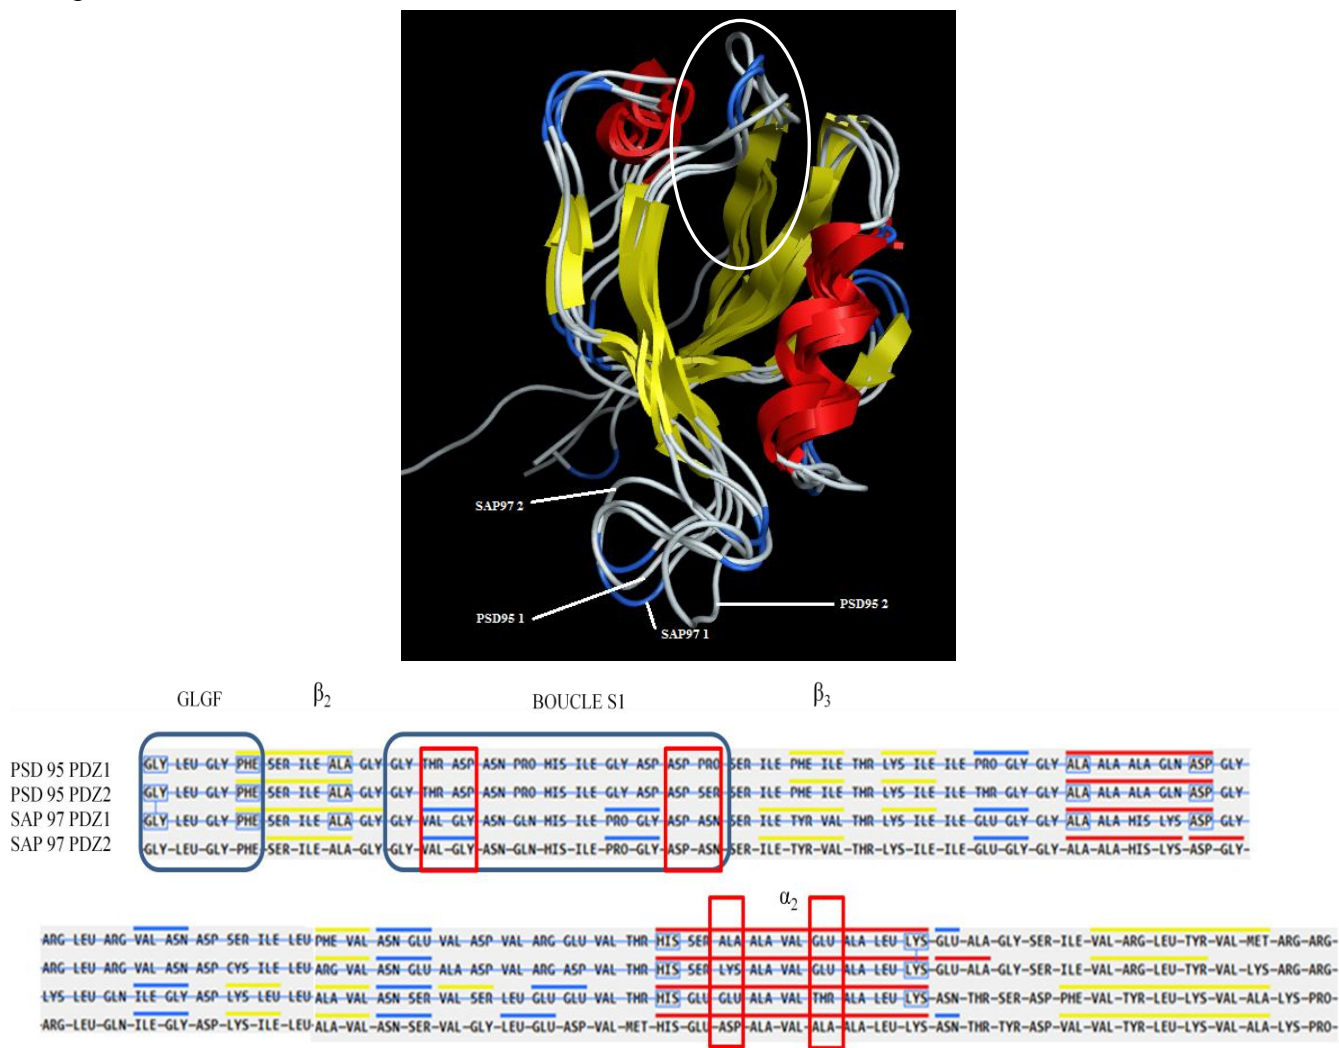 SAP97 2
PSD95 1
SAP97 1
PSD95 2
GLGF β2 BOUCLE S1 β3
PSD 95 PDZ1 GLY LEU GLY PHE SER ILE ALA GLY GLY THR ASP ASN PRO HIS ILE GLY ASP ASP PRO SER ILE PHE ILE THR LYS ILE ILE PRO GLY GLY ALA ALA ALA GLN ASP GLY
PSD 95 PDZ2 GLY LEU GLY PHE SER ILE ALA GLY GLY THR ASP ASN PRO HIS ILE GLY ASP ASP SER SER ILE PHE ILE THR LYS ILE ILE THR GLY GLY ALA ALA ALA GLN ASP GLY
SAP 97 PDZ1 GLY LEU GLY PHE SER ILE ALA GLY GLY VAL GLY ASN GLN HIS ILE PRO GLY ASP ASN SER ILE TYR VAL THR LYS ILE ILE GLU GLY GLY ALA ALA HIS LYS ASP GLY
SAP 97 PDZ2 GLY-LEU-GLY-PHE-SER-ILE-ALA-GLY-GLY-VAL-GLY-ASN-GLN-HIS-ILE-PRO-GLY-ASP-ASN-SER-ILE-TYR-VAL-THR-LYS-ILE-ILE-GLU-GLY-GLY-ALA-ALA-HIS-LYS-ASP-GLY-
α2
ARG LEU ARG VAL ASN ASP SER ILE LEU PHE VAL ASN GLU VAL ASP VAL ARG GLU VAL THR HIS SER ALA ALA VAL GLU ALA LEU LYS GLU-ALA-GLY-SER-ILE-VAL-ARG-LEU-TYR-VAL-MET-ARG-ARG-
ARG LEU ARG VAL ASN ASP CYS ILE LEU ARG VAL ASN GLU ALA ASP VAL ARG ASP VAL THR HIS SER LYS ALA VAL GLU ALA LEU LYS GLU-ALA-GLY-SER-ILE-VAL-ARG-LEU-TYR-VAL-LYS-ARG-ARG-
LYS LEU GLN ILE GLY ASP LYS LEU LEU ALA VAL ASN SER VAL SER LEU GLU GLU VAL THR HIS GLU GLU ALA VAL THR ALA LEU LYS ASN-THR-SER-ASP-PHE-VAL-TYR-LEU-LYS-VAL-ALA-LYS-PRO-
ARG-LEU-GLN-ILE-GLY-ASP-LYS-ILE-LEU-ALA-VAL-ASN-SER-VAL-GLY-LEU-GLU-ASP-VAL-MET-HIS-GLU-ASP-ALA-VAL-ALA-ALA-LEU-LYS-ASN-THR-TYR-ASP-VAL-VAL-TYR-LEU-LYS-VAL-ALA-LYS-PRO-